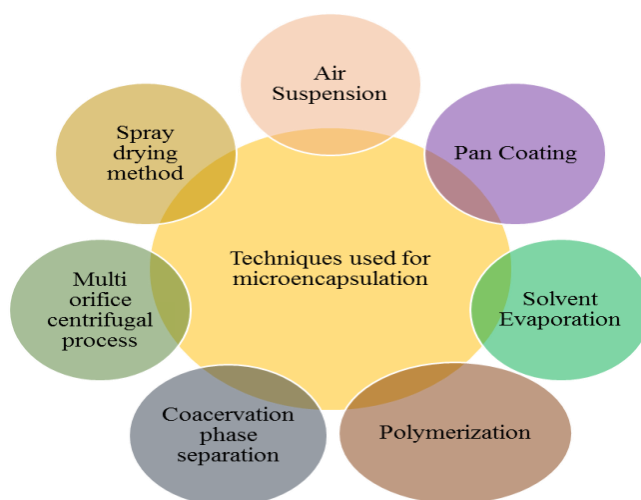 Air
Suspension
Pan Coating
Solvent
Evaporation
Polymerization
Coacervation
phase
separation
Multi
orifice
centrifugal
process
Spray
drying
method
Techniques used for
microencapsulation